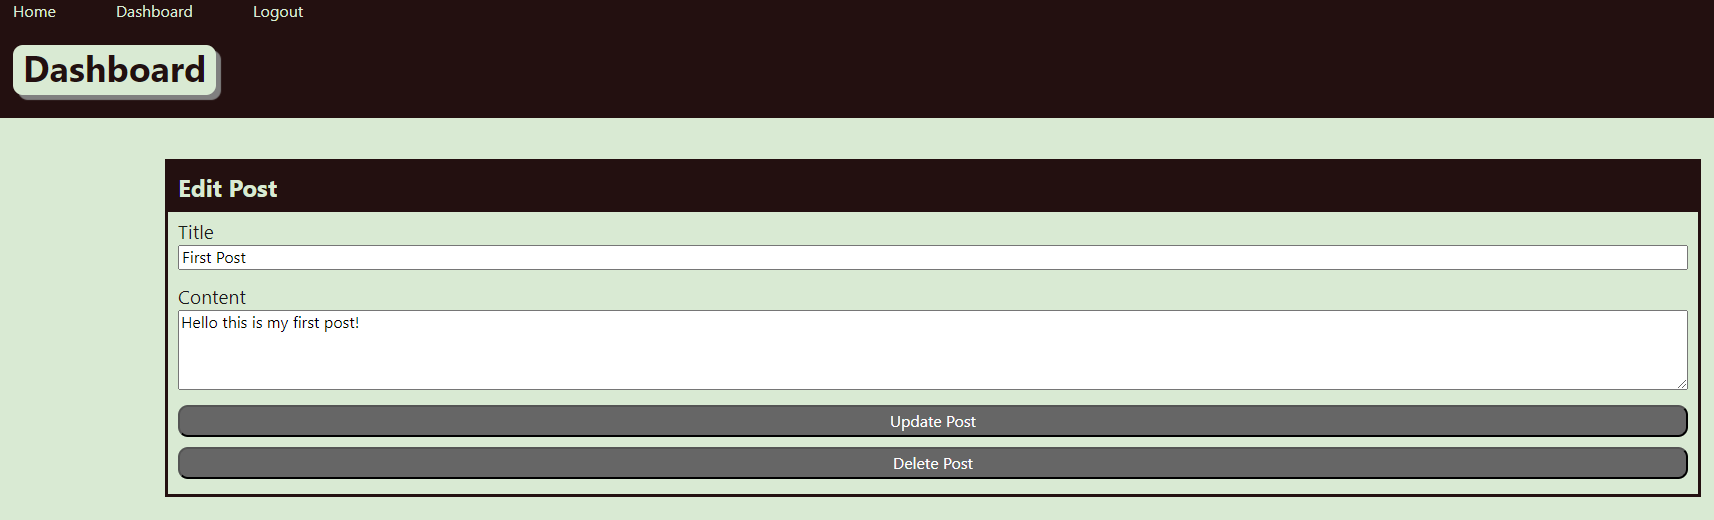 Home Dashboard Logout
Dashboard
Edit Post
Title
First Post
Content
Hello this is my first post!
Update Post
Delete Post